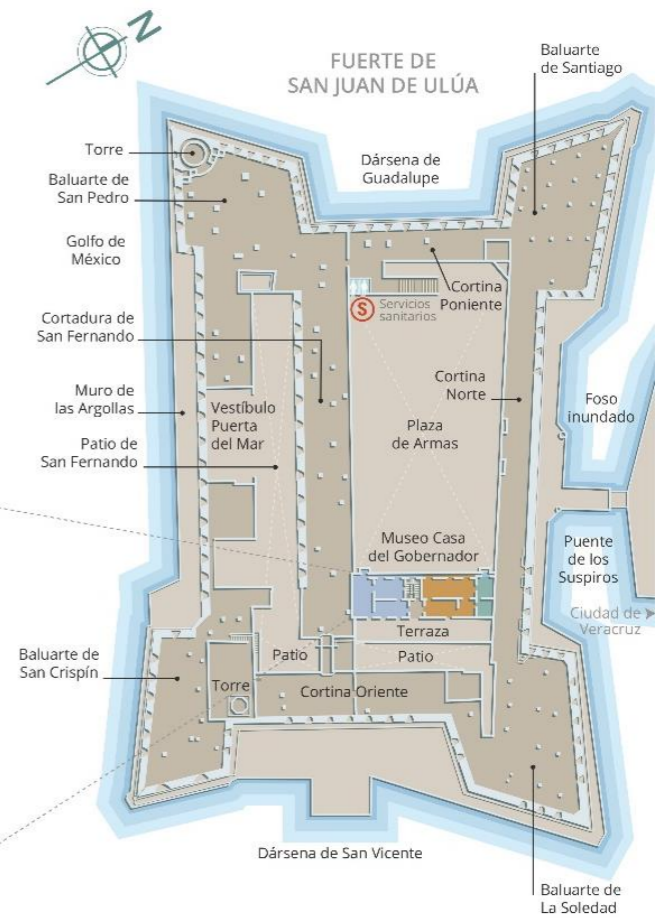 N
FUERTE DE
SAN JUAN DE ULÚA
Baluarte
de Santiago
Torre
Dársena de
Guadalupe
Baluarte de
San Pedro
Golfo de
México
Cortina
Poniente
S
Servicios
sanitarios
Cortadura de
San Fernando
Cortina
Norte
Foso
inundado
Muro de
las Argollas
Vestíbulo
Puerta
del Mar
Plaza
de Armas
Patio de
San Fernando
Museo Casa
del Gobernador
Puente
de los
Suspiros
Ciudad de
Veracruz
Terraza
Patio
Patio
Baluarte de
San Crispín
Torre
Cortina Oriente
Dársena de San Vicente
Baluarte de
La Soledad